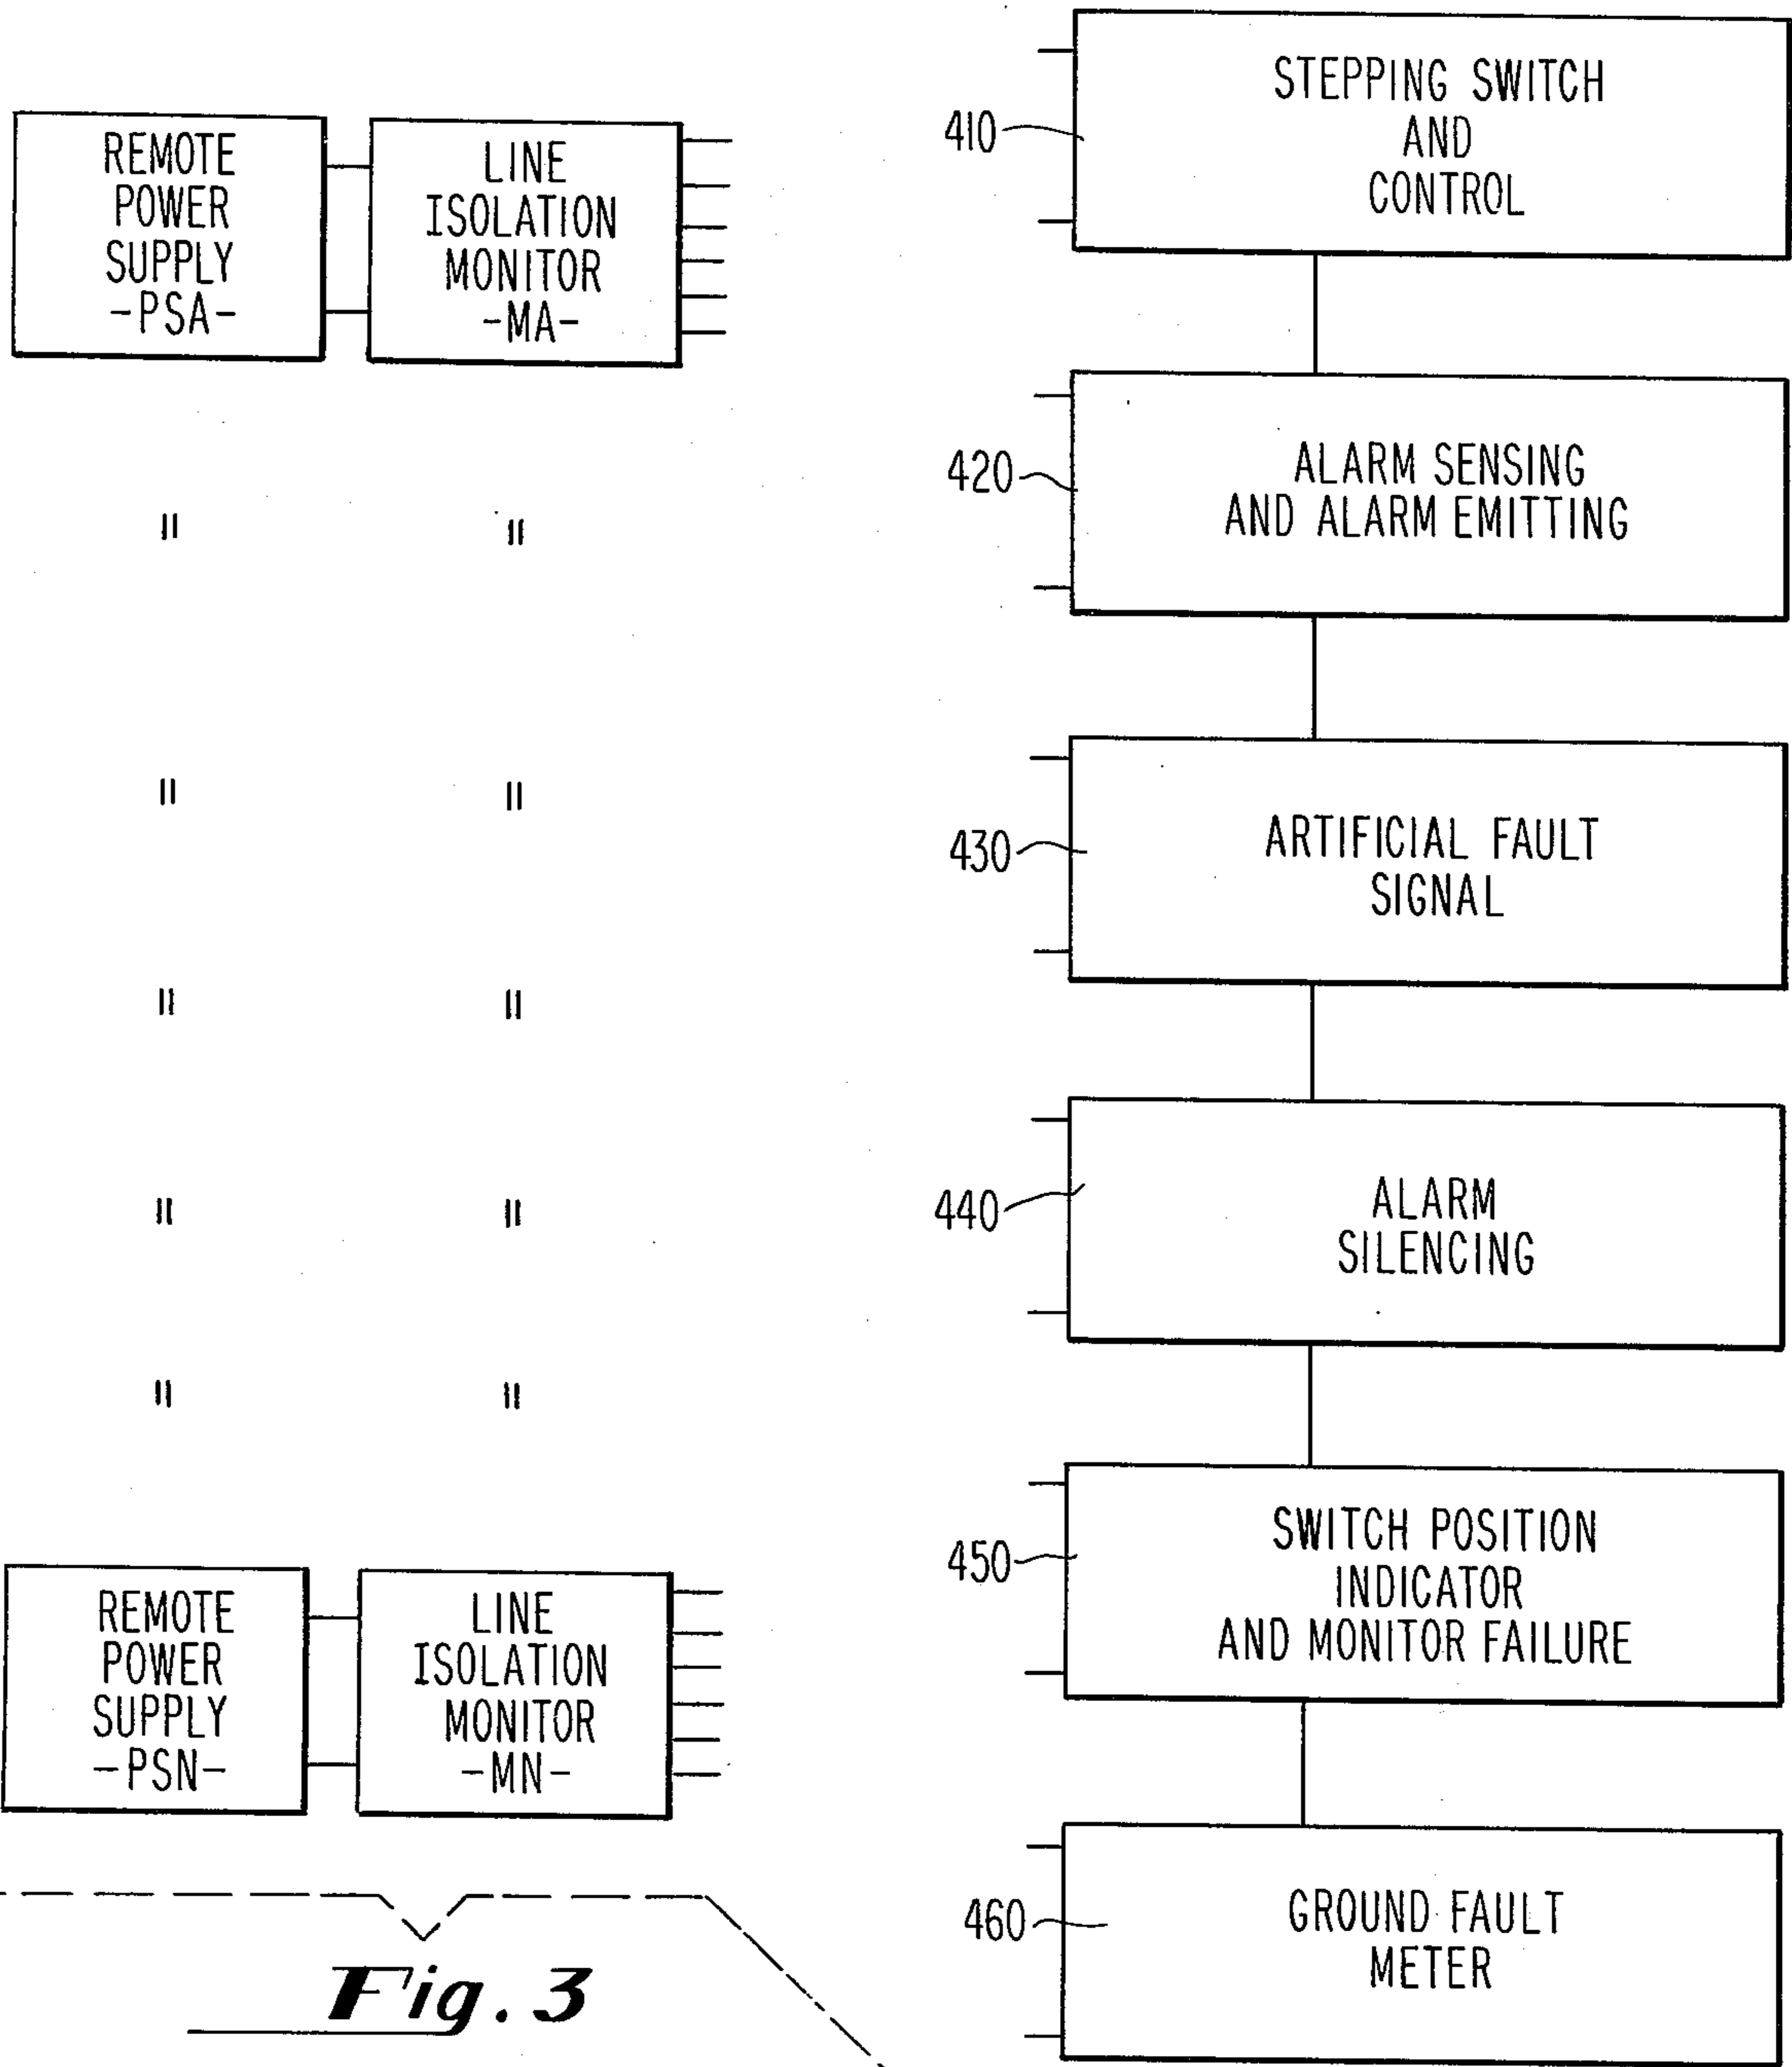 REMOTE
POWER
SUPPLY
-PSA-
LINE
ISOLATION
MONITOR
-MA-
"
"
"
"
"
"
"
"
"
"
REMOTE
POWER
SUPPLY
-PSN-
LINE
ISOLATION
MONITOR
-MN-
Fig. 3
410
STEPPING SWITCH
AND
CONTROL
420
ALARM SENSING
AND ALARM EMITTING
430
ARTIFICIAL FAULT
SIGNAL
440
ALARM
SILENCING
450
SWITCH POSITION
INDICATOR
AND MONITOR FAILURE
460
GROUND FAULT
METER